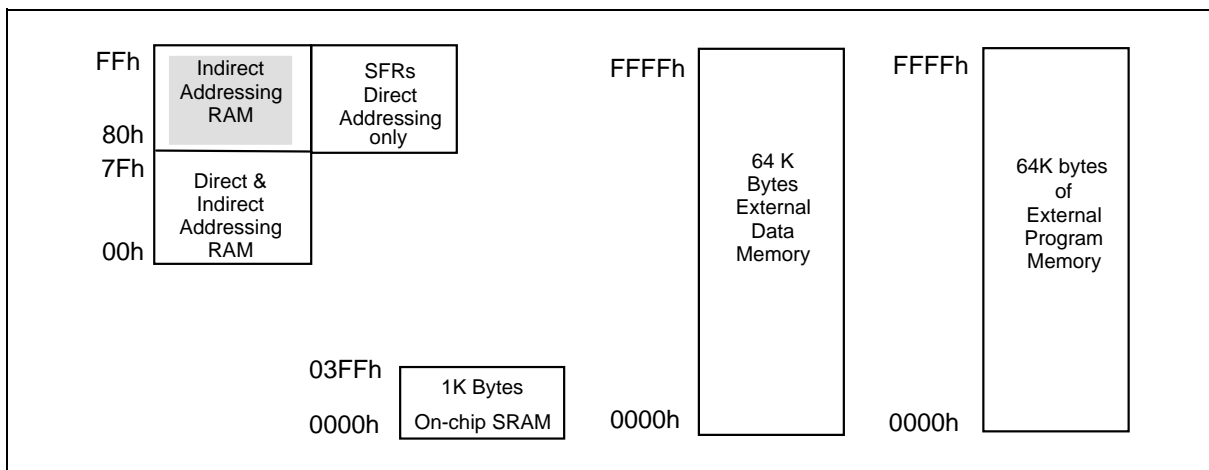 FFh
80h
7Fh
00h
Indirect
Addressing
RAM
SFRs
Direct
Addressing
only
Direct &
Indirect
Addressing
RAM
03FFh
0000h
1K Bytes
On-chip SRAM
FFFFh
0000h
64 K
Bytes
External
Data
Memory
FFFFh
0000h
64K bytes
of
External
Program
Memory